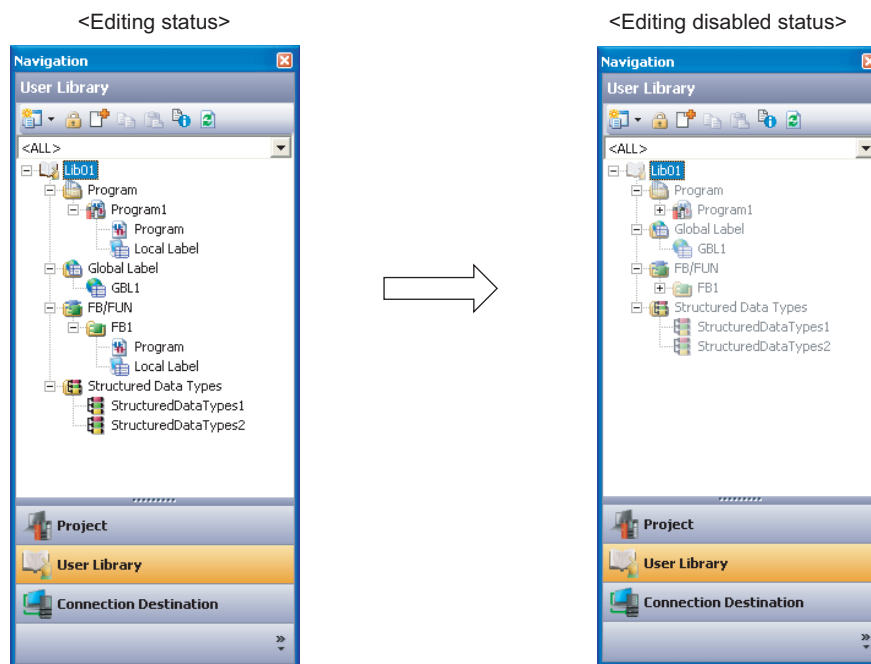 <Editing status>
Navigation
User Library
<ALL>
Lib01
Program
Program1
Program
Local Label
Global Label
GBL1
FB/FUN
FB1
Program
Local Label
Structured Data Types
StructuredDataTypes1
StructuredDataTypes2
Project
User Library
Connection Destination
<Editing disabled status>
Navigation
User Library
<ALL>
Lib01
Program
Program1
Global Label
GBL1
FB/FUN
FB1
Structured Data Types
StructuredDataTypes1
StructuredDataTypes2
Project
User Library
Connection Destination